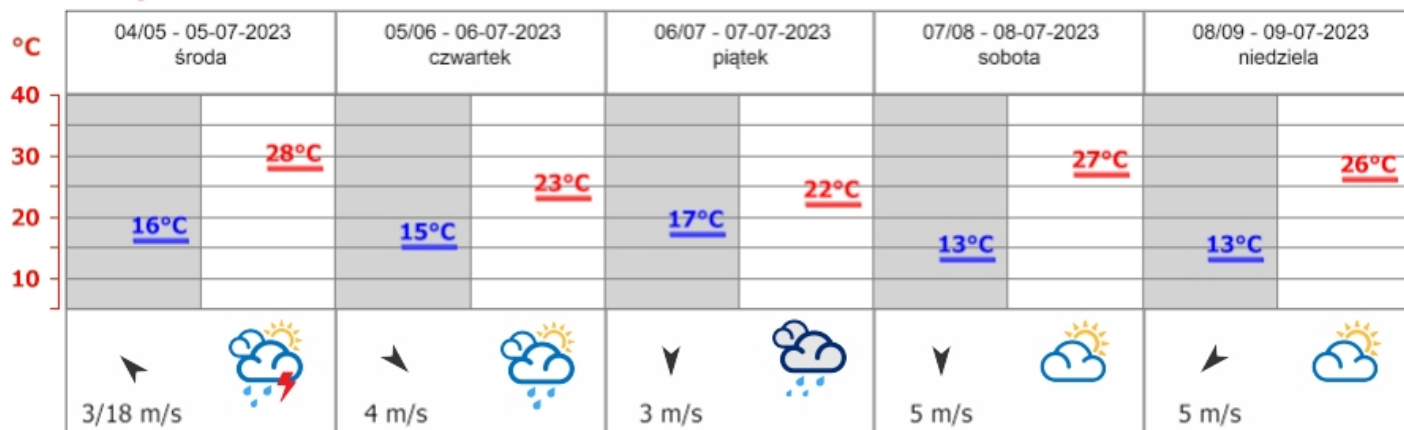 °C
04/05 - 05-07-2023
środa
05/06 - 06-07-2023
czwartek
06/07 - 07-07-2023
piątek
07/08 - 08-07-2023
sobota
08/09 - 09-07-2023
niedziela
40
30
20
10
16°C
28°C
15°C
23°C
17°C
22°C
13°C
27°C
13°C
26°C
3/18 m/s
4 m/s
3 m/s
5 m/s
5 m/s